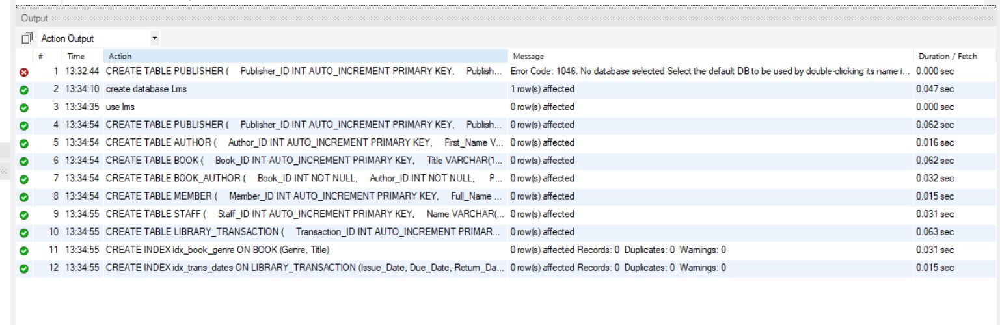 Output
Action Output
# Time Action Message Duration / Fetch
1 13:32:44 CREATE TABLE PUBLISHER ( Publisher_ID INT AUTO_INCREMENT PRIMARY KEY, Publish... Error Code: 1046. No database selected Select the default DB to be used by double-clicking its name i... 0.000 sec
2 13:34:10 create database Lms 1 row(s) affected 0.047 sec
3 13:34:35 use lms 0 row(s) affected 0.000 sec
4 13:34:54 CREATE TABLE PUBLISHER ( Publisher_ID INT AUTO_INCREMENT PRIMARY KEY, Publish... 0 row(s) affected 0.062 sec
5 13:34:54 CREATE TABLE AUTHOR ( Author_ID INT AUTO_INCREMENT PRIMARY KEY, First_Name V... 0 row(s) affected 0.016 sec
6 13:34:54 CREATE TABLE BOOK ( Book_ID INT AUTO_INCREMENT PRIMARY KEY, Title VARCHAR(1... 0 row(s) affected 0.062 sec
7 13:34:54 CREATE TABLE BOOK_AUTHOR ( Book_ID INT NOT NULL, Author_ID INT NOT NULL, P... 0 row(s) affected 0.032 sec
8 13:34:54 CREATE TABLE MEMBER ( Member_ID INT AUTO_INCREMENT PRIMARY KEY, Full_Name ... 0 row(s) affected 0.015 sec
9 13:34:55 CREATE TABLE STAFF ( Staff_ID INT AUTO_INCREMENT PRIMARY KEY, Name VARCHAR(... 0 row(s) affected 0.031 sec
10 13:34:55 CREATE TABLE LIBRARY_TRANSACTION ( Transaction_ID INT AUTO_INCREMENT PRIMAR... 0 row(s) affected 0.063 sec
11 13:34:55 CREATE INDEX idx_book_genre ON BOOK (Genre, Title) 0 row(s) affected Records: 0 Duplicates: 0 Warnings: 0 0.031 sec
12 13:34:55 CREATE INDEX idx_trans_dates ON LIBRARY_TRANSACTION (Issue_Date, Due_Date, Return_Da... 0 row(s) affected Records: 0 Duplicates: 0 Warnings: 0 0.015 sec